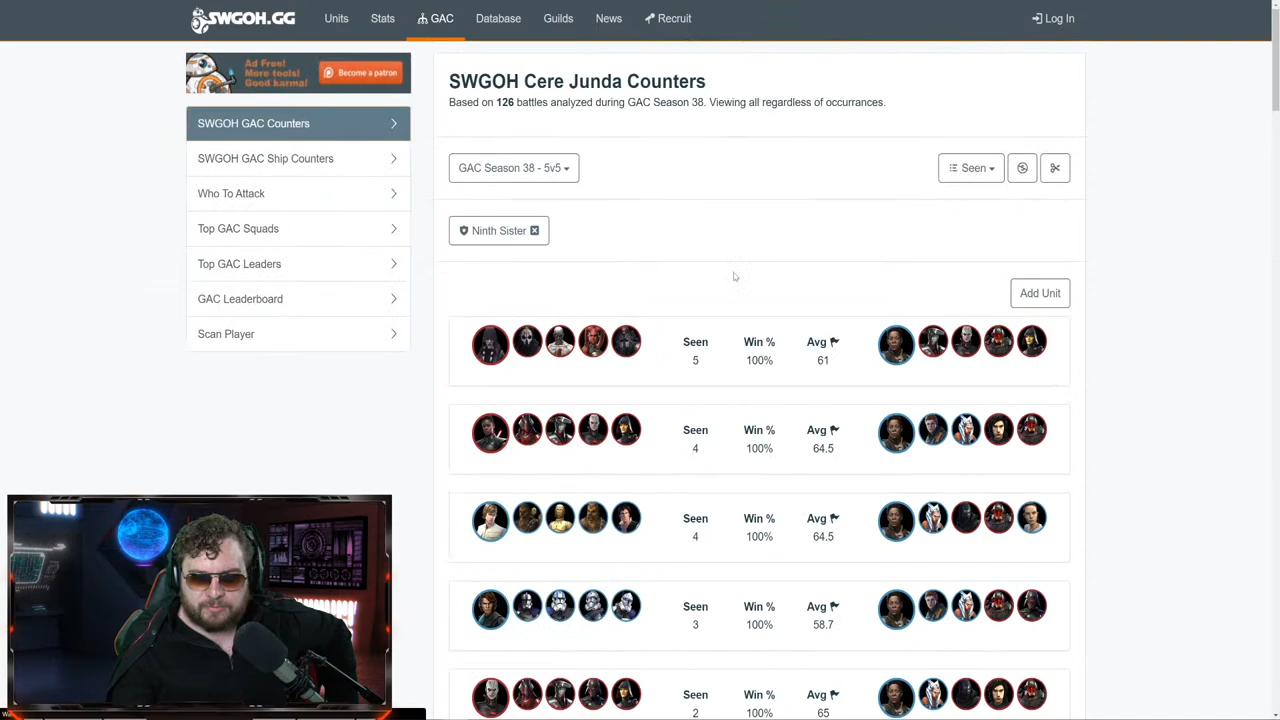 SWGOH.GG
Units
Stats
GAC
Database
Guilds
News
Recruit
Log In
Ad Free!
More tools!
Good karma!
Become a patron
SWGOH GAC Counters
SWGOH GAC Ship Counters
Who To Attack
Top GAC Squads
Top GAC Leaders
GAC Leaderboard
Scan Player
SWGOH Cere Junda Counters
Based on 126 battles analyzed during GAC Season 38. Viewing all regardless of occurrances.
GAC Season 38 - 5v5
Seen
Ninth Sister
Add Unit
Seen Win % Avg
5 100% 61
Seen Win % Avg
4 100% 64.5
Seen Win % Avg
4 100% 64.5
Seen Win % Avg
3 100% 58.7
Seen Win % Avg
2 100% 65